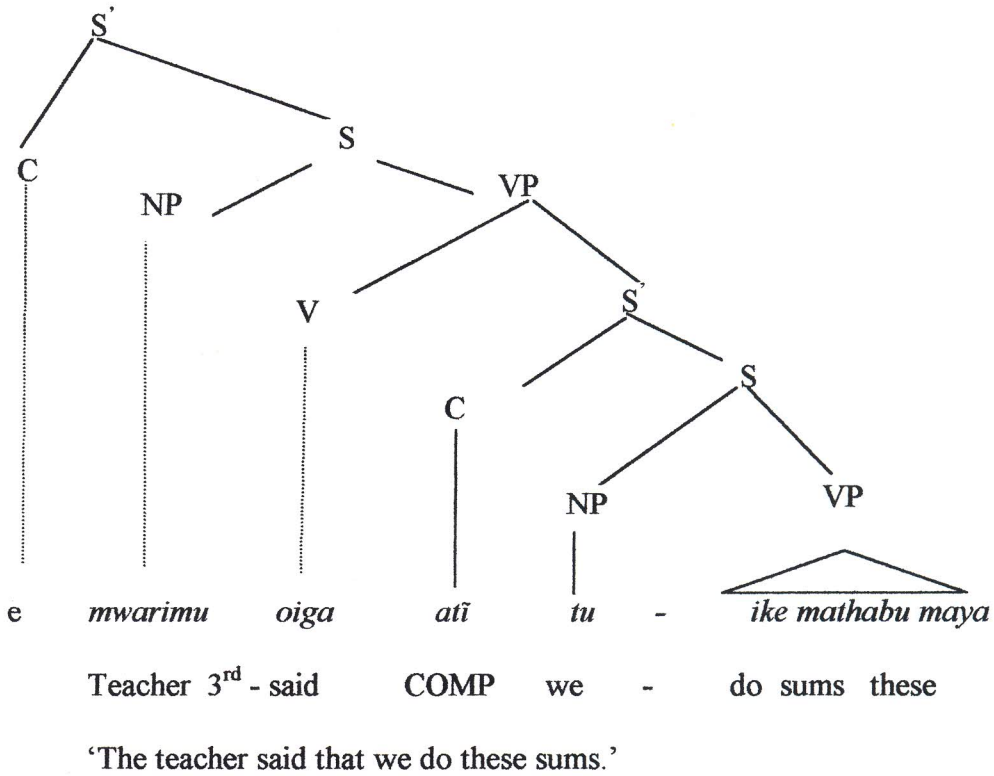 S’
S
C
NP
VP
V
S’
C
S
NP
VP
e mwarimu oiga atĩ tu - ike mathabu maya
Teacher 3rd - said COMP we - do sums these
‘The teacher said that we do these sums.’